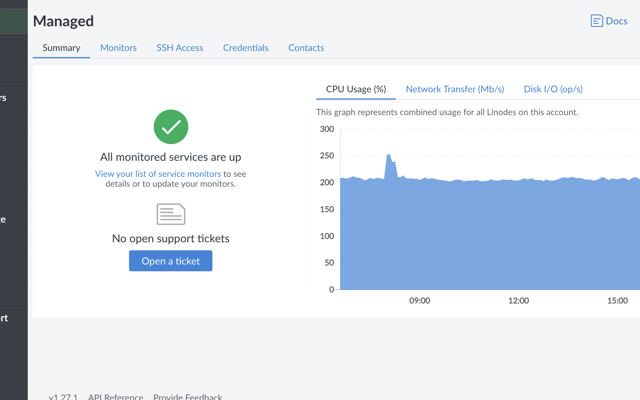 Managed
Docs
Summary
Monitors
SSH Access
Credentials
Contacts
rs
e
rt
All monitored services are up
View your list of service monitors to see
details or to update your monitors.
No open support tickets
Open a ticket
CPU Usage (%)
Network Transfer (Mb/s)
Disk I/O (op/s)
This graph represents combined usage for all Linodes on this account.
300
250
200
150
100
50
0
09:00
12:00
15:00
v1.27.1
API Reference
Provide Feedback